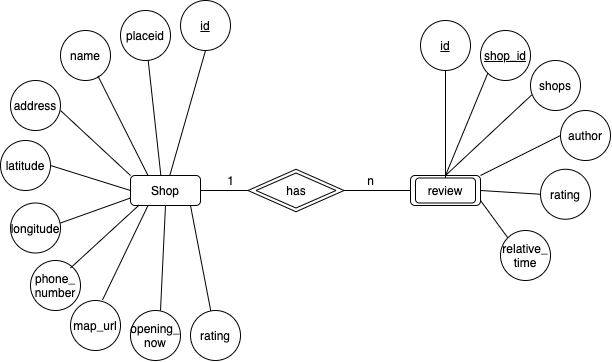 id
placeid
name
address
latitude
longitude
phone_
number
map_url
opening_
now
rating
Shop
1
has
n
review
id
shop_id
shops
author
rating
relative_
time